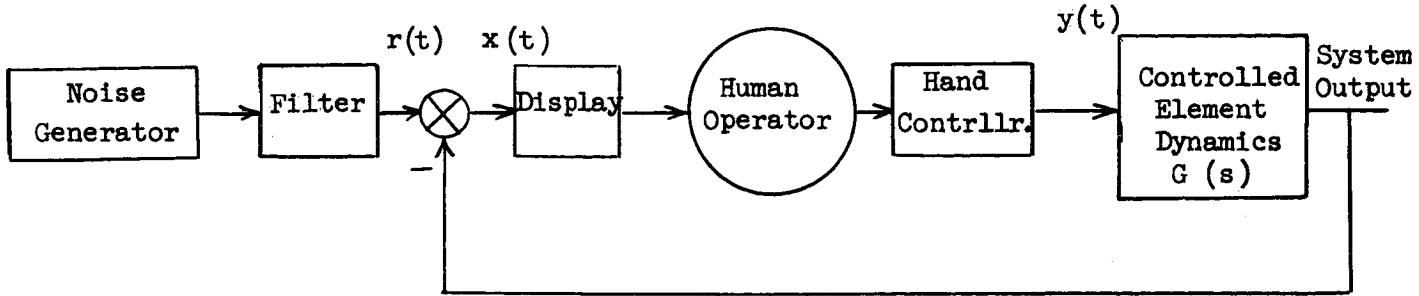 Noise
Generator
Filter
r(t)
x(t)
Display
Human
Operator
Hand
Contrllr.
y(t)
Controlled
Element
Dynamics
G (s)
System
Output
−